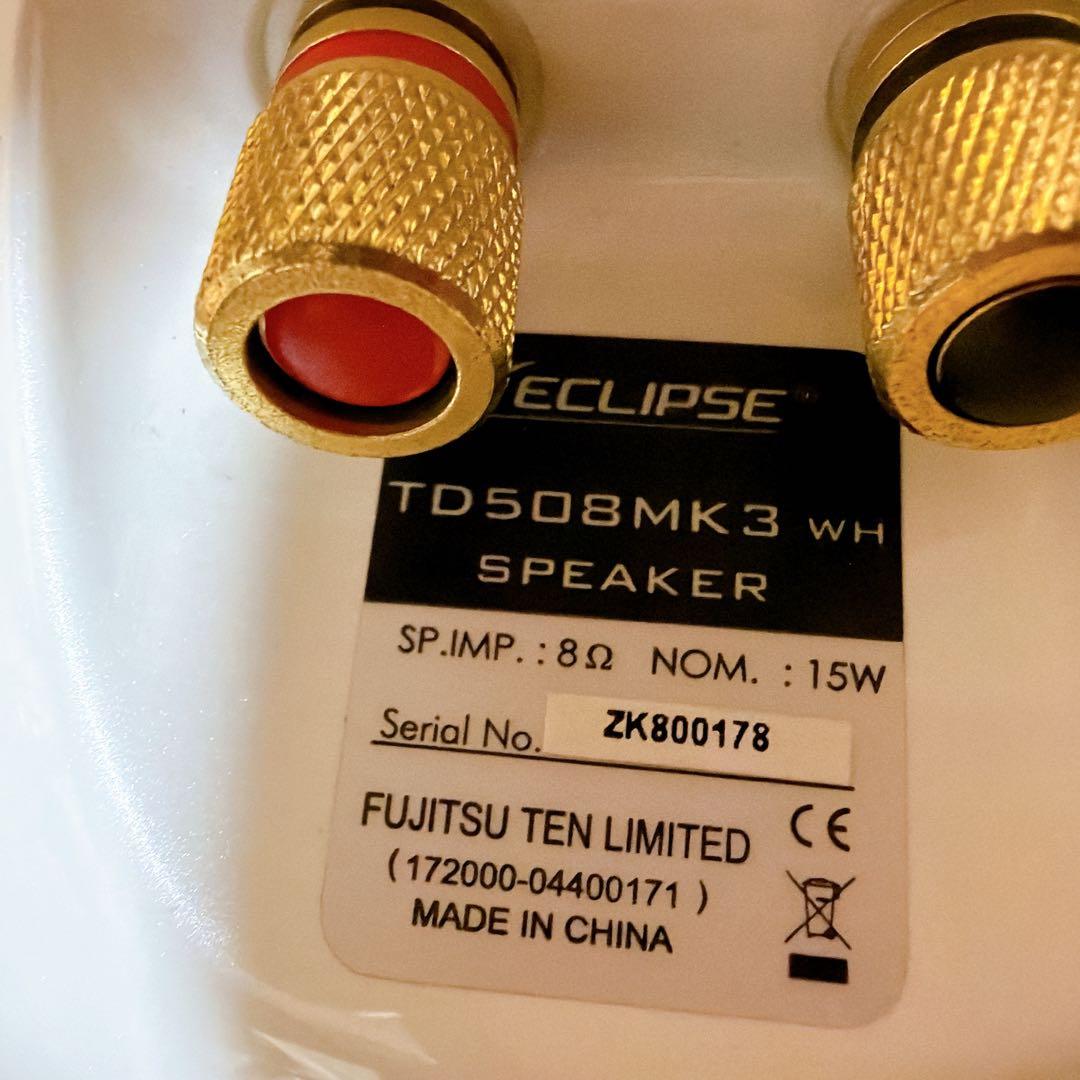 ECLIPSE®
TD508MK3 WH
SPEAKER
SP.IMP. : 8Ω NOM. : 15W
Serial No. ZK800178
FUJITSU TEN LIMITED
(172000-04400171)
MADE IN CHINA
CE